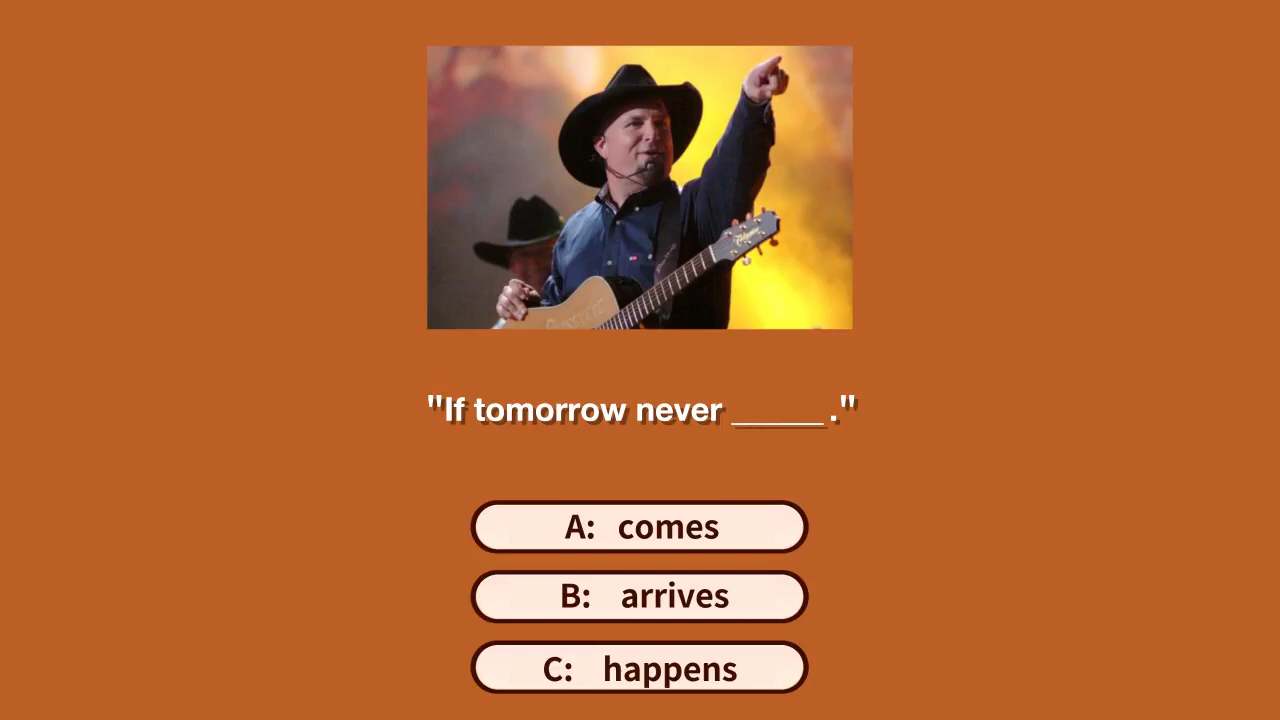 "If tomorrow never _____."
A: comes
B: arrives
C: happens